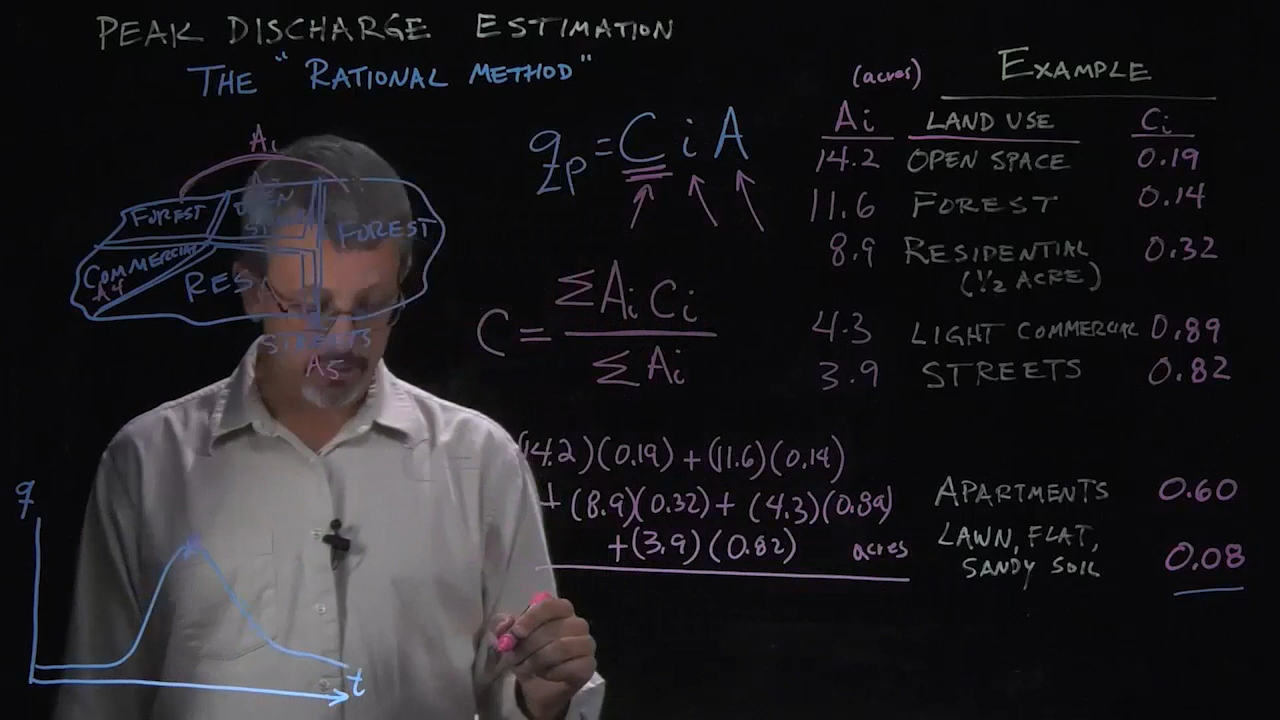 PEAK DISCHARGE ESTIMATION
THE "RATIONAL METHOD"
EXAMPLE
(acres)
Ai LAND USE Ci
14.2 OPEN SPACE 0.19
11.6 FOREST 0.14
8.9 RESIDENTIAL 0.32
(1/2 ACRE)
4.3 LIGHT COMMERCIAL 0.89
3.9 STREETS 0.82
APARTMENTS 0.60
LAWN, FLAT,
SANDY SOIL 0.08
qp = C i A
C = ΣAiCi / ΣAi
(14.2)(0.19) + (11.6)(0.14)
+ (8.9)(0.32) + (4.3)(0.89)
+ (3.9)(0.82) acres
FOREST
OPEN
FOREST
COMMERCIAL
A4
RES
STREETS
A5
q
t